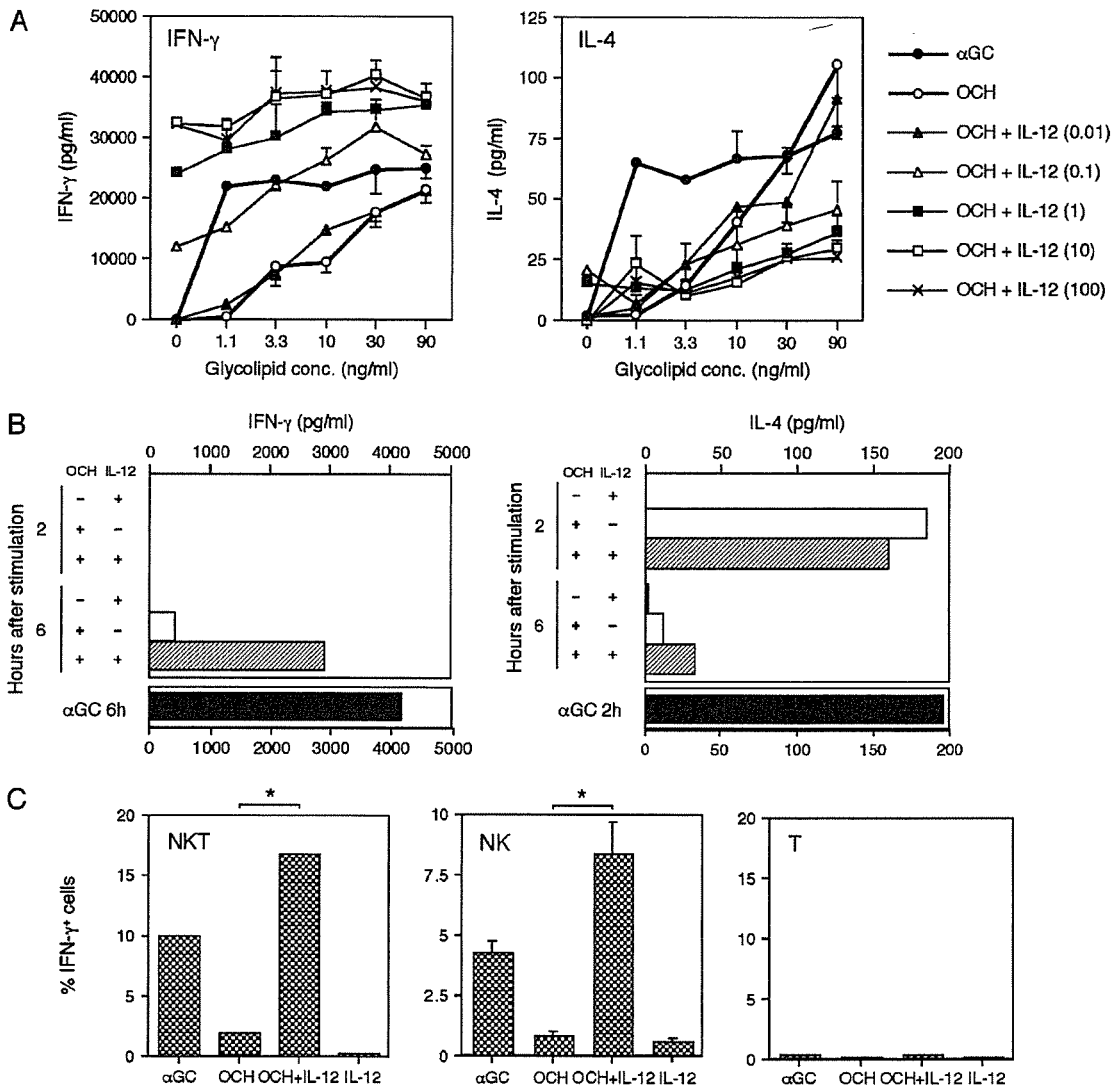 A
IFN-γ
IFN-γ
(pg/ml)
50000
40000
30000
20000
10000
0
0 1.1 3.3 10 30 90
Glycolipid conc. (ng/ml)
IL-4
IL-4 (pg/ml)
125
100
75
50
25
0
0 1.1 3.3 10 30 90
Glycolipid conc. (ng/ml)
αGC
OCH
OCH + IL-12 (0.01)
OCH + IL-12 (0.1)
OCH + IL-12 (1)
OCH + IL-12 (10)
OCH + IL-12 (100)
B
IFN-γ (pg/ml)
0 1000 2000 3000 4000 5000
OCH IL-12
Hours after stimulation
2
- +
+ -
+ +
6
- +
+ -
+ +
αGC 6h
0 1000 2000 3000 4000 5000
IL-4 (pg/ml)
0 50 100 150 200
OCH IL-12
Hours after stimulation
2
- +
+ -
+ +
6
- +
+ -
+ +
αGC 2h
0 50 100 150 200
C
% IFN-γ+ cells
NKT
*
20
15
10
5
0
αGC OCH OCH+IL-12 IL-12
NK
*
10
7.5
5
2.5
0
αGC OCH OCH+IL-12 IL-12
T
20
15
10
5
0
αGC OCH OCH+IL-12 IL-12